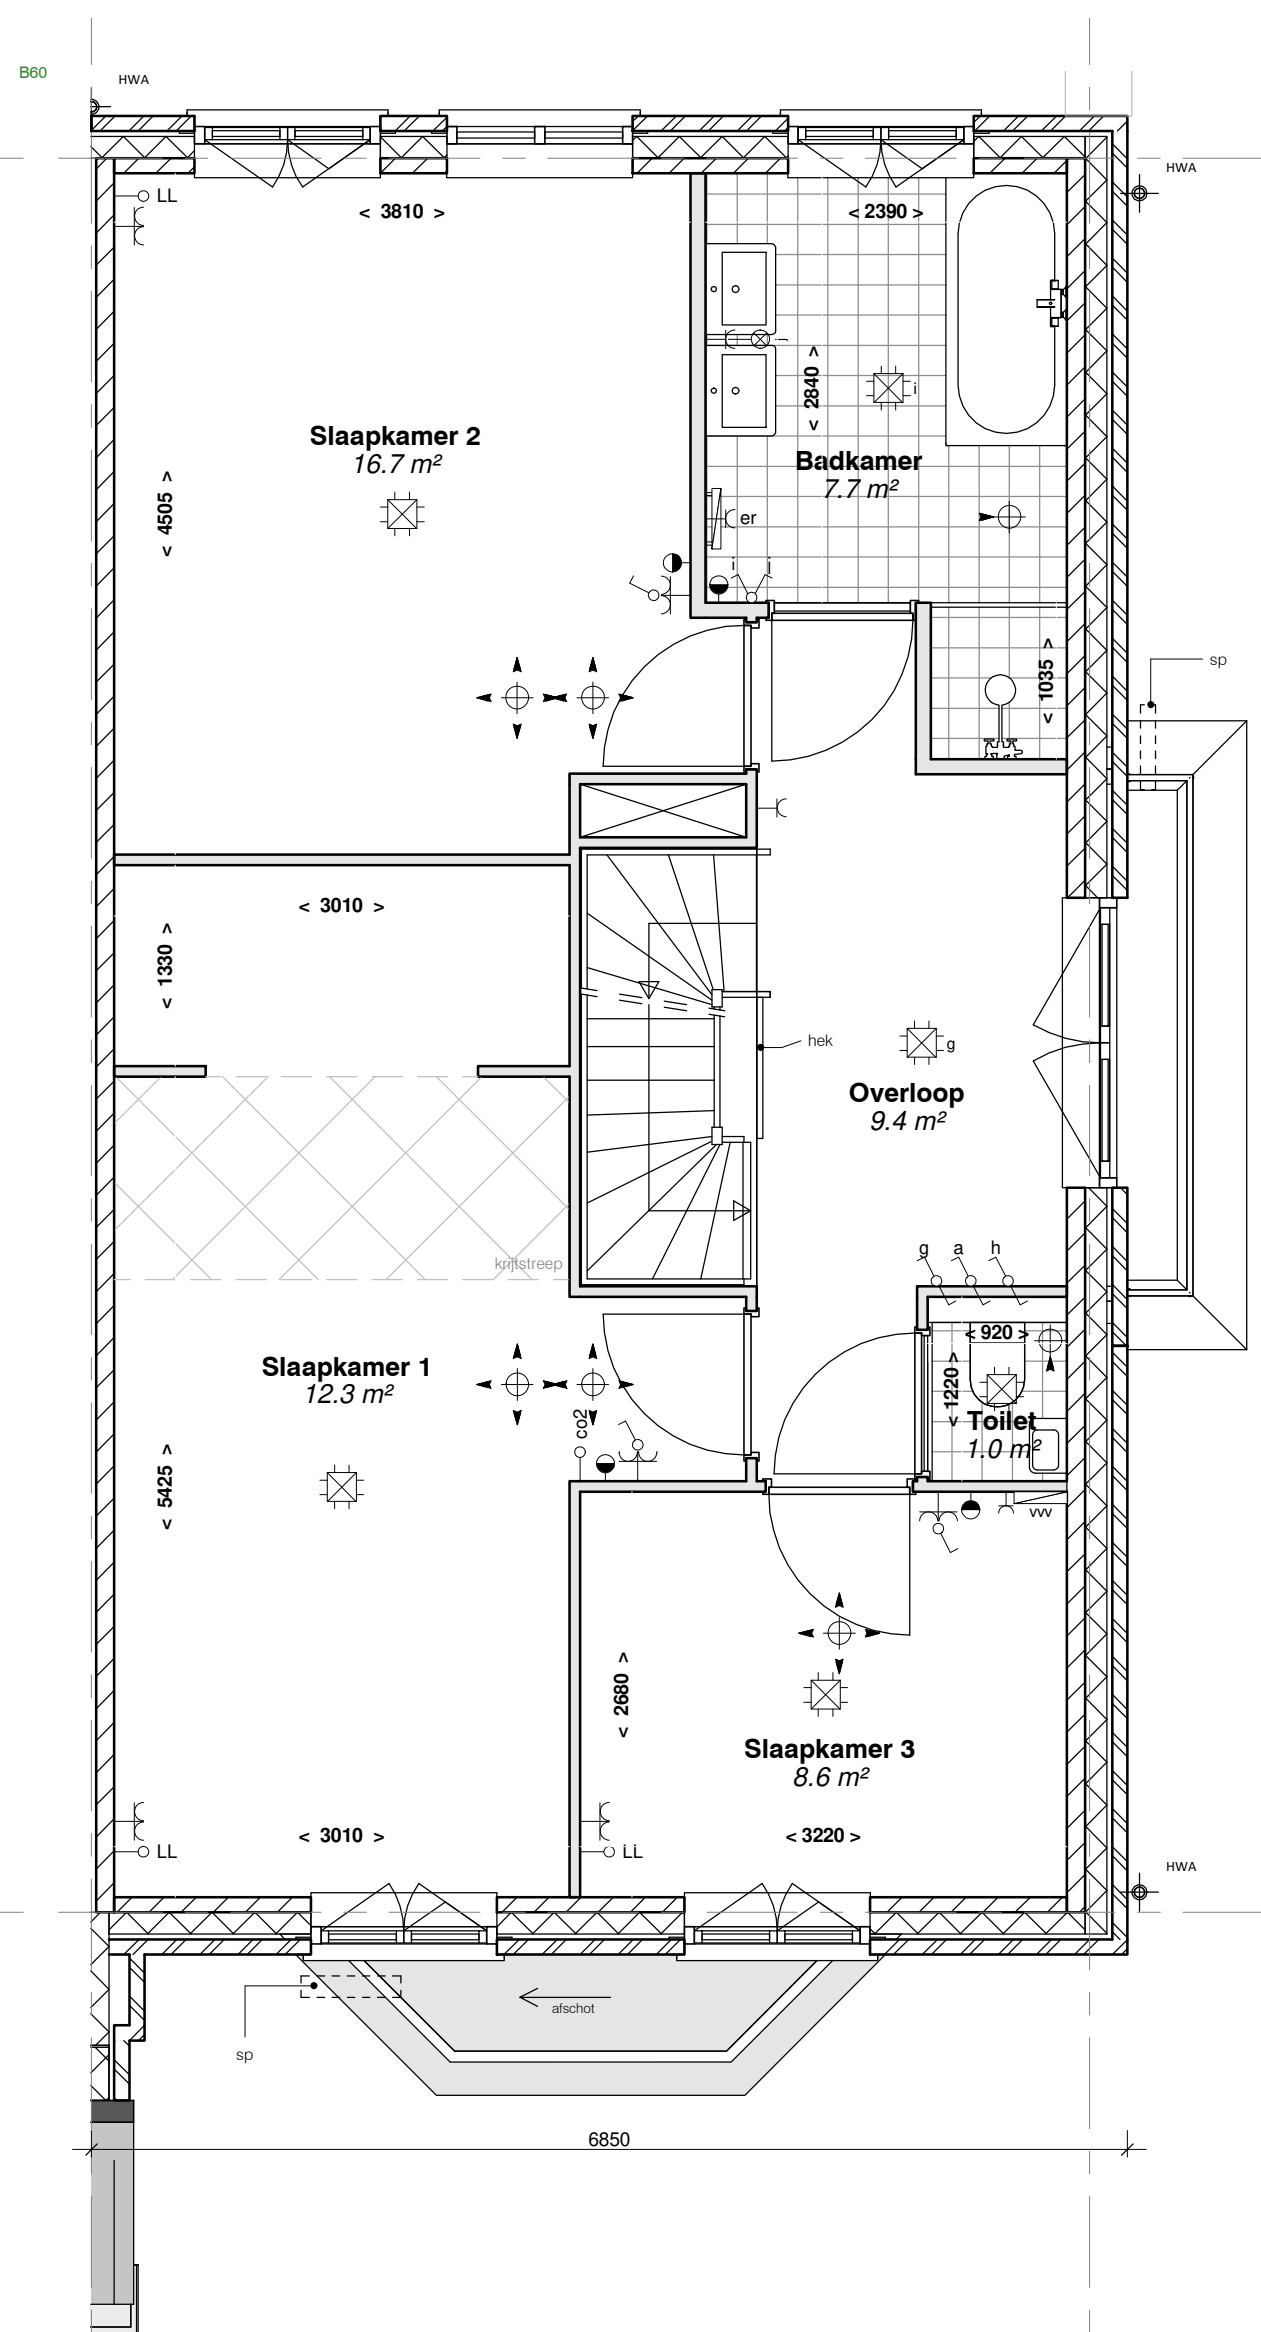 B60
HWA
HWA
LL
< 3810 >
< 2390 >
j
< 2840 >
i
Slaapkamer 2
16.7 m²
Badkamer
7.7 m²
< 4505 >
er
i
j
< 1035 >
sp
< 3010 >
< 1330 >
hek
g
Overloop
9.4 m²
krijtstreep
g a h
< 920 >
< 1220 >
Slaapkamer 1
12.3 m²
Toilet
1.0 m²
co2
< 5425 >
vvv
< 2680 >
Slaapkamer 3
8.6 m²
< 3010 >
< 3220 >
LL
LL
HWA
afschot
sp
6850